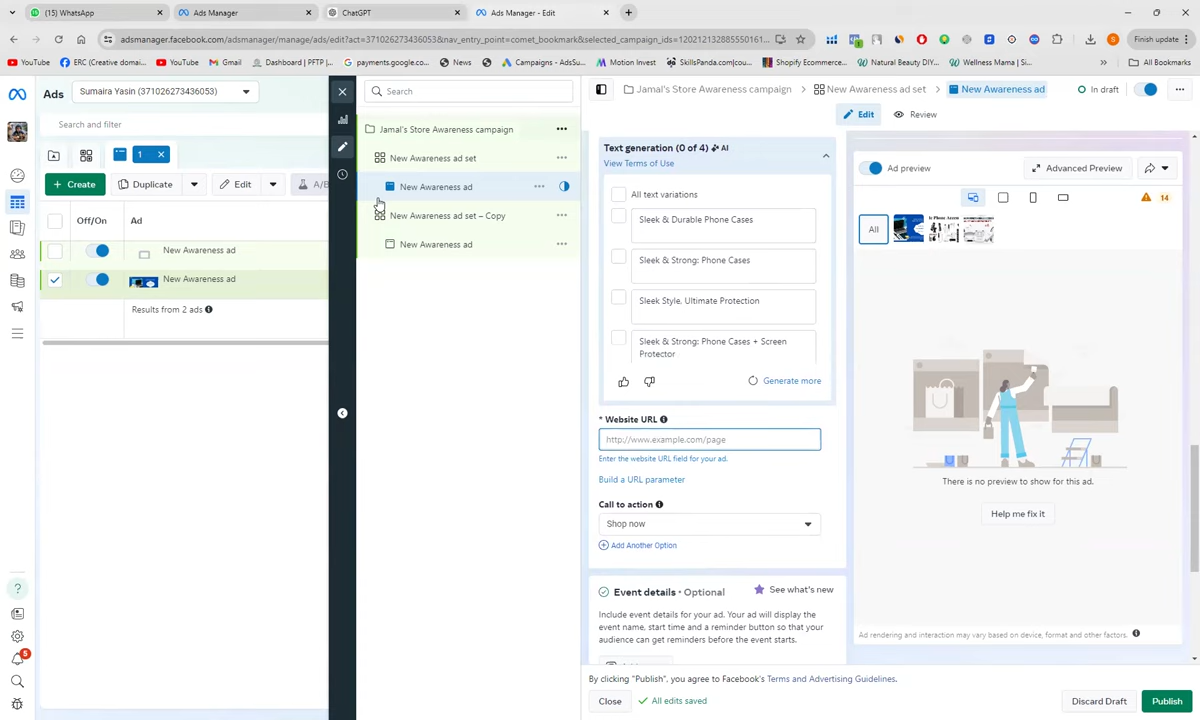 (15) WhatsApp
Ads Manager
ChatGPT
Ads Manager - Edit
adsmanager.facebook.com/adsmanager/manage/ads/edit?act=371026273436053&nav_entry_point=comet_bookmark&selected_campaign_ids=120212132885550161...
Finish update
YouTube
ERC (Creative domai...
YouTube
Gmail
Dashboard | PFTP |...
payments.google.co...
News
Campaigns - AdsSu...
Motion Invest
SkillsPanda.com|cou...
Shopify Ecommerce...
Natural Beauty DIY...
Wellness Mama | Si...
All Bookmarks
Ads
Sumaira Yasin (371026273436053)
Search and filter
1
Create
Duplicate
Edit
A/B
Off/On
Ad
New Awareness ad
New Awareness ad
Results from 2 ads
5
Search
Jamal's Store Awareness campaign
New Awareness ad set
New Awareness ad
New Awareness ad set – Copy
New Awareness ad
Jamal's Store Awareness campaign
New Awareness ad set
New Awareness ad
In draft
Edit
Review
Text generation (0 of 4) AI
View Terms of Use
All text variations
Sleek & Durable Phone Cases
Sleek & Strong: Phone Cases
Sleek Style, Ultimate Protection
Sleek & Strong: Phone Cases + Screen
Protector
Generate more
* Website URL
http://www.example.com/page
Enter the website URL field for your ad.
Build a URL parameter
Call to action
Shop now
Add Another Option
Event details • Optional
See what's new
Include event details for your ad. Your ad will display the
event name, start time and a reminder button so that your
audience can get reminders before the event starts.
Ad preview
Advanced Preview
14
All
There is no preview to show for this ad.
Help me fix it
Ad rendering and interaction may vary based on device, format and other factors.
By clicking "Publish", you agree to Facebook's Terms and Advertising Guidelines.
Close
All edits saved
Discard Draft
Publish